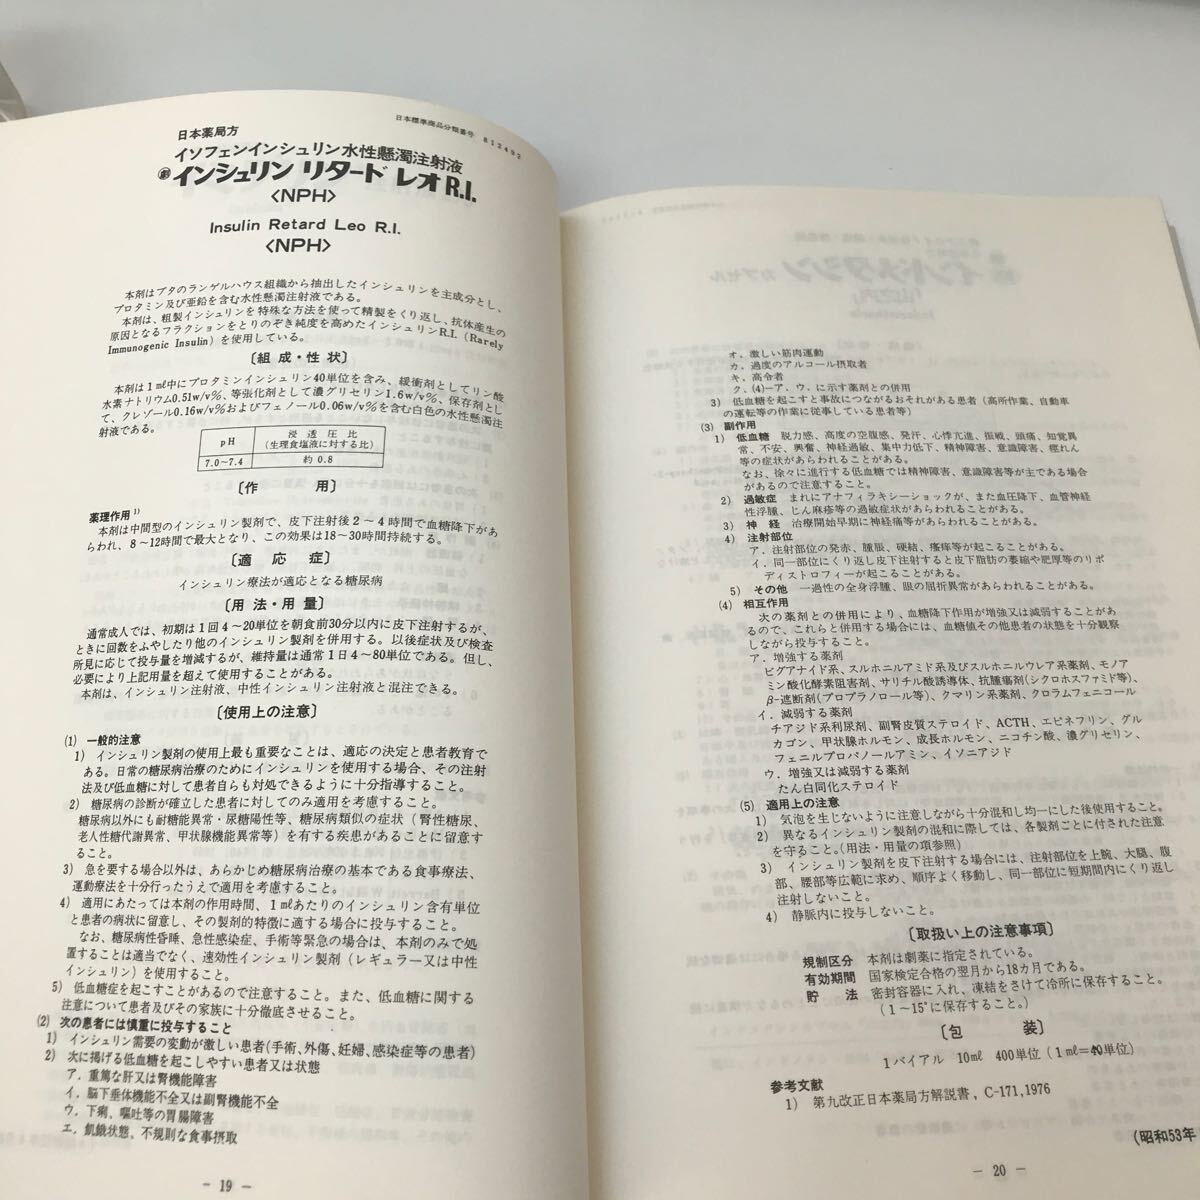 日本標準商品分類番号 812492
日本薬局方
イソフェンインシュリン水性懸濁注射液
劇 インシュリン リタード レオ R.I.
〈NPH〉
Insulin Retard Leo R.I.
〈NPH〉
本剤はブタのランゲルハウス組織から抽出したインシュリンを主成分とし、
プロタミン及び亜鉛を含む水性懸濁注射液である。
本剤は、粗製インシュリンを特殊な方法を使って精製をくり返し、抗体産生の
原因となるフラクションをとりのぞき純度を高めたインシュリンR.I. (Rarely
Immunogenic Insulin) を使用している。
〔組成・性状〕
本剤は1ml中にプロタミンインシュリン40単位を含み、緩衝剤としてリン酸
水素ナトリウム0.51w/v%、等張化剤として濃グリセリン1.6w/v%、保存剤とし
て、クレゾール0.16w/v%およびフェノール0.06w/v%を含む白色の水性懸濁注
射液である。
pH 浸透圧比
(生理食塩液に対する比)
7.0~7.4 約0.8
〔作 用〕
薬理作用1)
本剤は中間型のインシュリン製剤で、皮下注射後2~4時間で血糖降下があ
らわれ、8~12時間で最大となり、この効果は18~30時間持続する。
〔適 応 症〕
インシュリン療法が適応となる糖尿病
〔用法・用量〕
通常成人では、初期は1回4~20単位を朝食前30分以内に皮下注射するが、
ときに回数をふやしたり他のインシュリン製剤を併用する。以後症状及び検査
所見に応じて投与量を増減するが、維持量は通常1日4~80単位である。但し、
必要により上記用量を超えて使用することがある。
本剤は、インシュリン注射液、中性インシュリン注射液と混注できる。
〔使用上の注意〕
(1) 一般的注意
1) インシュリン製剤の使用上最も重要なことは、適応の決定と患者教育で
ある。日常の糖尿病治療のためにインシュリンを使用する場合、その注射
法及び低血糖に対して患者自らも対処できるように十分指導すること。
2) 糖尿病の診断が確立した患者に対してのみ適用を考慮すること。
糖尿病以外にも耐糖能異常・尿糖陽性等、糖尿病類似の症状(腎性糖尿、
老人性糖代謝異常、甲状腺機能異常等)を有する疾患があることに留意す
ること。
3) 急を要する場合以外は、あらかじめ糖尿病治療の基本である食事療法、
運動療法を十分行ったうえで適用を考慮すること。
4) 適用にあたっては本剤の作用時間、1mlあたりのインシュリン含有単位
と患者の病状に留意し、その製剤的特徴に適する場合に投与すること。
なお、糖尿病性昏睡、急性感染症、手術等緊急の場合は、本剤のみで処
置することは適当でなく、速効性インシュリン製剤(レギュラー又は中性
インシュリン)を使用すること。
5) 低血糖症を起こすことがあるので注意すること。また、低血糖に関する
注意について患者及びその家族に十分徹底させること。
(2) 次の患者には慎重に投与すること
1) インシュリン需要の変動が激しい患者(手術、外傷、妊婦、感染症等の患者)
2) 次に掲げる低血糖を起こしやすい患者又は状態
ア. 重篤な肝又は腎機能障害
イ. 脳下垂体機能不全又は副腎機能不全
ウ. 下痢、嘔吐等の胃腸障害
エ. 飢餓状態、不規則な食事摂取
- 19 -
オ. 激しい筋肉運動
カ. 過度のアルコール摂取者
キ. 高令者
ク. (4)-ア、ウ、に示す薬剤との併用
3) 低血糖を起こすと事故につながるおそれがある患者(高所作業、自動車
の運転等の作業に従事している患者等)
(3) 副作用
1) 低血糖 脱力感、高度の空腹感、発汗、心悸亢進、振戦、頭痛、知覚異
常、不安、興奮、神経過敏、集中力低下、精神障害、意識障害、痙れん
等の症状があらわれることがある。
なお、徐々に進行する低血糖では精神障害、意識障害等が主である場合
があるので注意すること。
2) 過敏症 まれにアナフィラキシーショックが、また血圧降下、血管神経
性浮腫、じん麻疹等の過敏症状があらわれることがある。
3) 神経 治療開始早期に神経痛等があらわれることがある。
4) 注射部位
ア. 注射部位の発赤、腫脹、硬結、瘙痒等が起こることがある。
イ. 同一部位にくり返し皮下注射すると皮下脂肪の萎縮や肥厚等のリポ
ディストロフィーが起こることがある。
5) その他 一過性の全身浮腫、眼の屈折異常があらわれることがある。
(4) 相互作用
次の薬剤との併用により、血糖降下作用が増強又は減弱することがあ
るので、これらと併用する場合には、血糖値その他患者の状態を十分観察
しながら投与すること。
ア. 増強する薬剤
ビグアナイド系、スルホニルアミド系及びスルホニルウレア系薬剤、モノア
ミン酸化酵素阻害剤、サリチル酸誘導体、抗腫瘍剤(シクロホスファミド等)、
β-遮断剤(プロプラノロール等)、クマリン系薬剤、クロラムフェニコール
イ. 減弱する薬剤
チアジド系利尿剤、副腎皮質ステロイド、ACTH、エピネフリン、グル
カゴン、甲状腺ホルモン、成長ホルモン、ニコチン酸、濃グリセリン、
フェニルプロパノールアミン、イソニアジド
ウ. 増強又は減弱する薬剤
たん白同化ステロイド
(5) 適用上の注意
1) 気泡を生じないように注意しながら十分混和し均一にした後使用すること。
2) 異なるインシュリン製剤の混和に際しては、各製剤ごとに付された注意
を守ること。(用法・用量の項参照)
3) インシュリン製剤を皮下注射する場合には、注射部位を上腕、大腿、腹
部、腰部等広範に求め、順序よく移動し、同一部位に短期間内にくり返し
注射しないこと。
4) 静脈内に投与しないこと。
〔取扱い上の注意事項〕
規制区分 本剤は劇薬に指定されている。
有効期間 国家検定合格の翌月から18カ月である。
貯法 密封容器に入れ、凍結をさけて冷所に保存すること。
(1~15°に保存すること。)
〔包 装〕
1バイアル 10ml 400単位(1ml=40単位)
参考文献
1) 第九改正日本薬局方解説書, C-171, 1976
(昭和53年
- 20 -